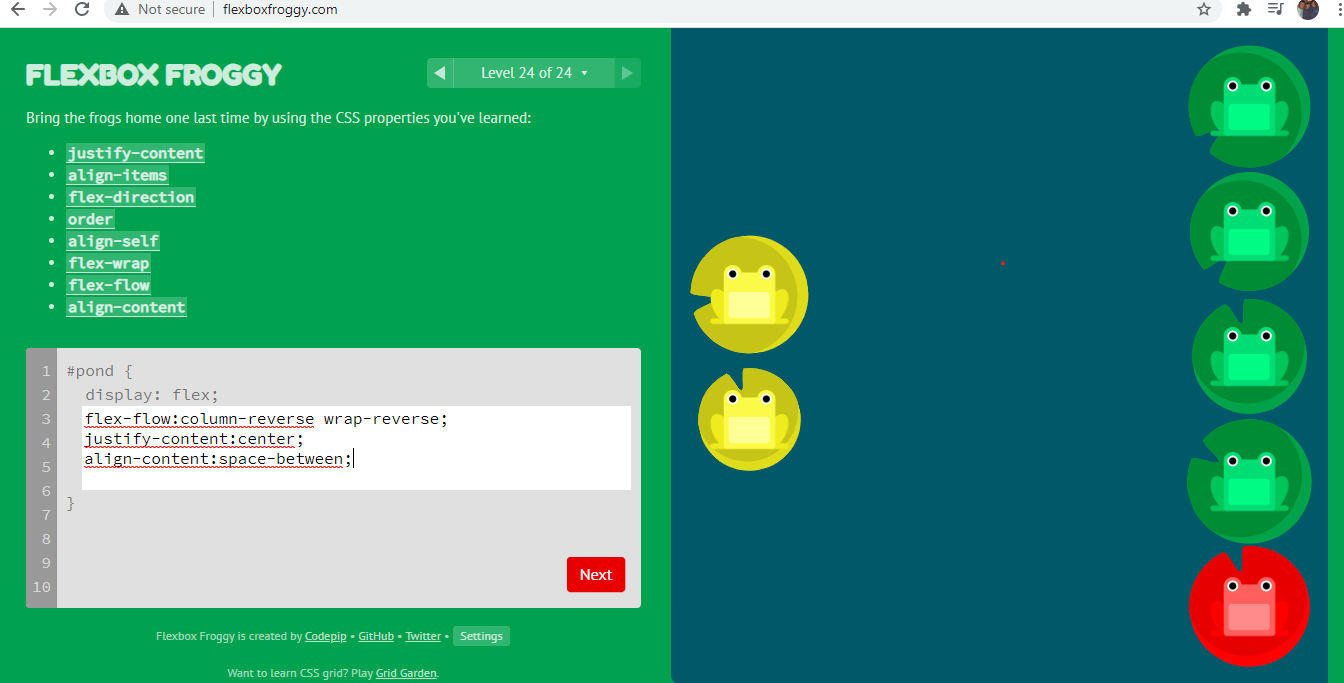 Not secure
flexboxfroggy.com
FLEXBOX FROGGY
Level 24 of 24
Bring the frogs home one last time by using the CSS properties you've learned:
justify-content
align-items
flex-direction
order
align-self
flex-wrap
flex-flow
align-content
1 #pond {
2 display: flex;
3 flex-flow:column-reverse wrap-reverse;
4 justify-content:center;
5 align-content:space-between;
6
7 }
8
9
10
Next
Flexbox Froggy is created by Codepip • GitHub • Twitter • Settings
Want to learn CSS grid? Play Grid Garden.